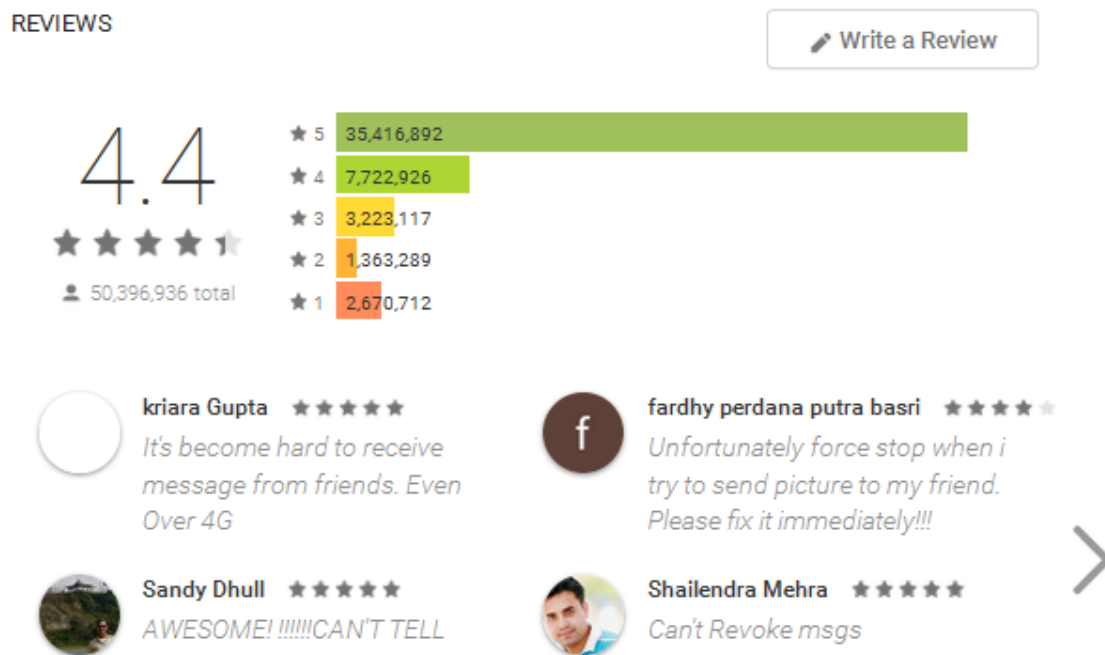 REVIEWS
Write a Review
4.4
50,396,936 total
5 35,416,892
4 7,722,926
3 3,223,117
2 1,363,289
1 2,670,712
kriara Gupta
It's become hard to receive
message from friends. Even
Over 4G
f
fardhy perdana putra basri
Unfortunately force stop when i
try to send picture to my friend.
Please fix it immediately!!!
Sandy Dhull
AWESOME! !!!!!!CAN'T TELL
Shailendra Mehra
Can't Revoke msgs